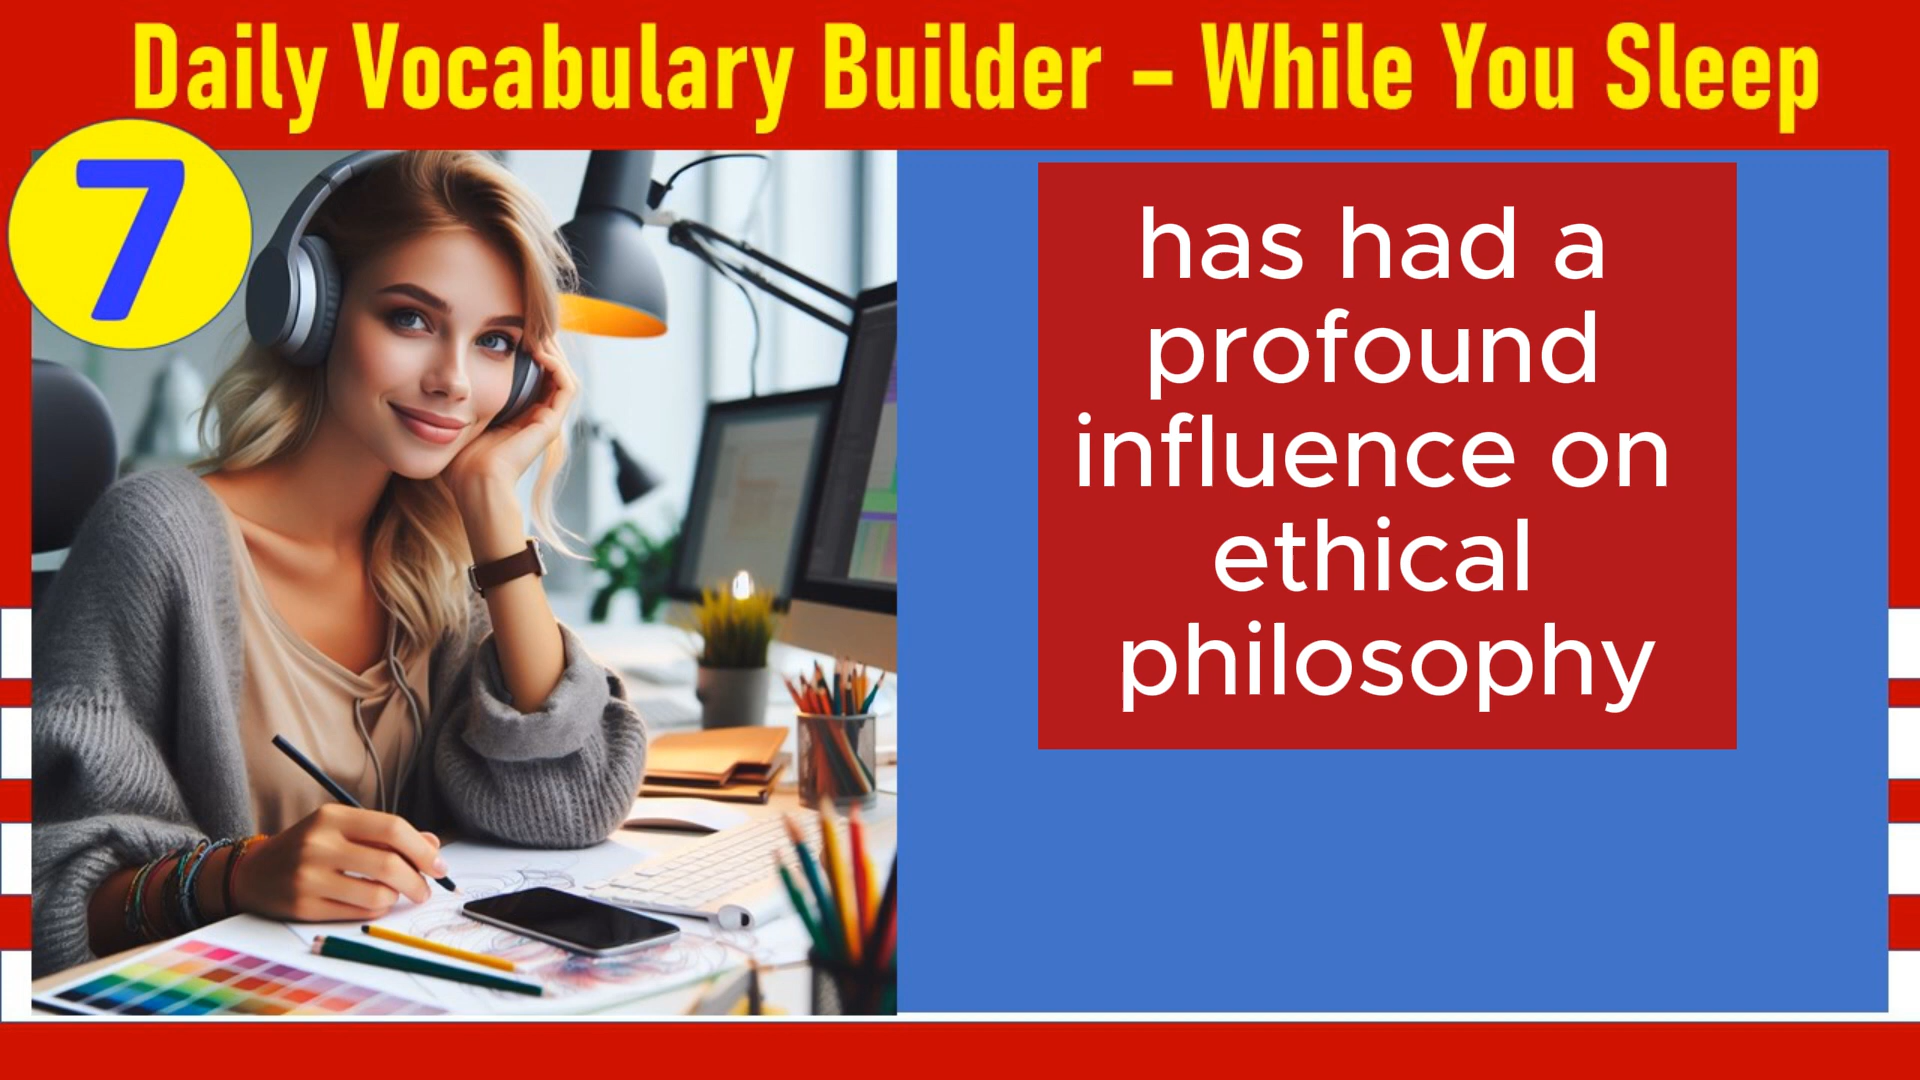 Daily Vocabulary Builder – While You Sleep
7
has had a
profound
influence on
ethical
philosophy